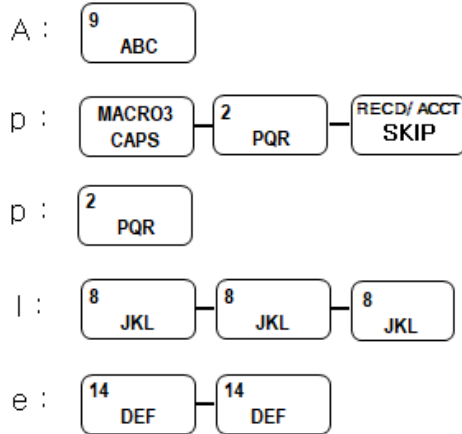 A : 9 ABC
p : MACRO3 CAPS 2 PQR RECD/ ACCT SKIP
p : 2 PQR
l : 8 JKL 8 JKL 8 JKL
e : 14 DEF 14 DEF